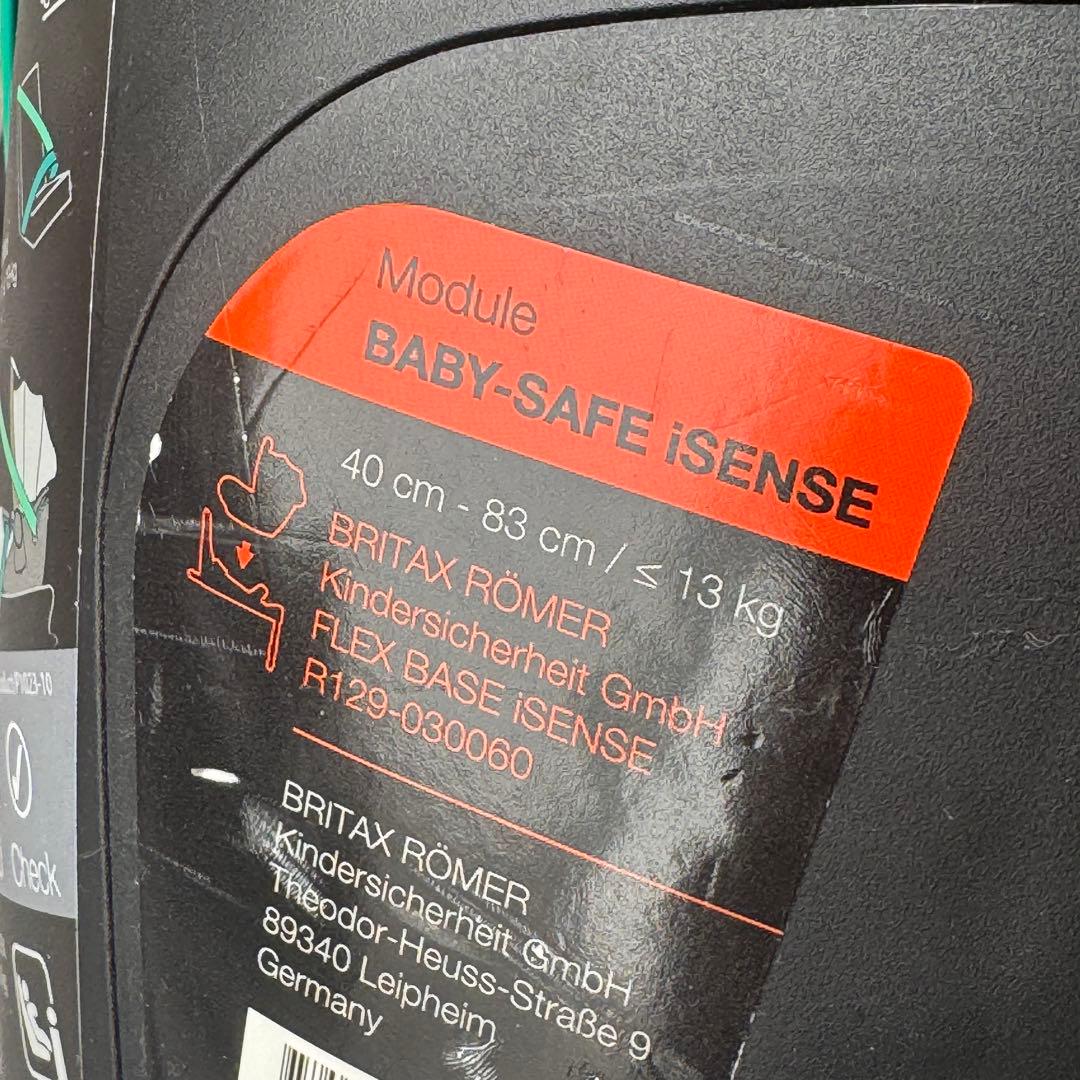 Module
BABY-SAFE iSENSE
40 cm - 83 cm / ≤ 13 kg
BRITAX RÖMER
Kindersicherheit GmbH
FLEX BASE iSENSE
R129-030060
BRITAX RÖMER
Kindersicherheit GmbH
Theodor-Heuss-Straße 9
89340 Leipheim
Germany
Check